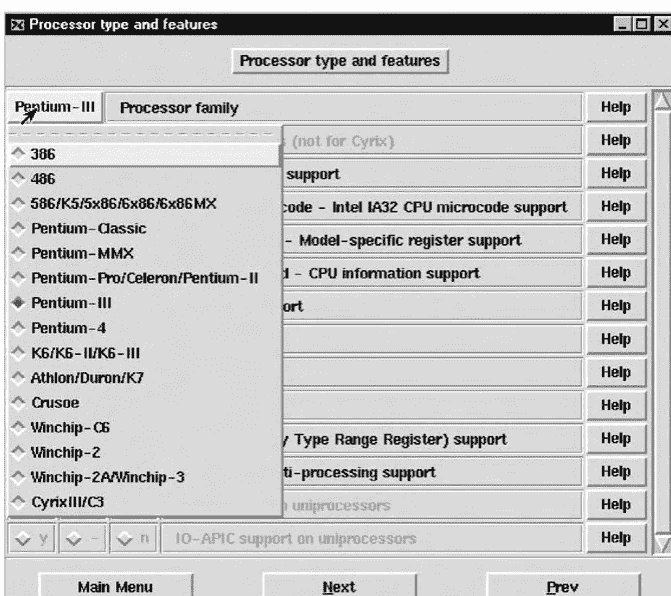 Processor type and features
Processor type and features
Pentium-III Processor family Help
386
(not for Cyrix) Help
486
support Help
586/K5/5x86/6x86/6x86MX
code - Intel IA32 CPU microcode support Help
Pentium-Classic
- Model-specific register support Help
Pentium-MMX
Pentium-Pro/Celeron/Pentium-II
- CPU information support Help
Pentium-III
ort Help
Pentium-4
Help
K6/K6-II/K6-III
Athlon/Duron/K7
Help
Crusoe
Help
Winchip-C6
y Type Range Register) support Help
Winchip-2
ti-processing support Help
Winchip-2A/Winchip-3
CyrixIII/C3
uniprocessors Help
y - n IO-APIC support on uniprocessors Help
Main Menu Next Prev